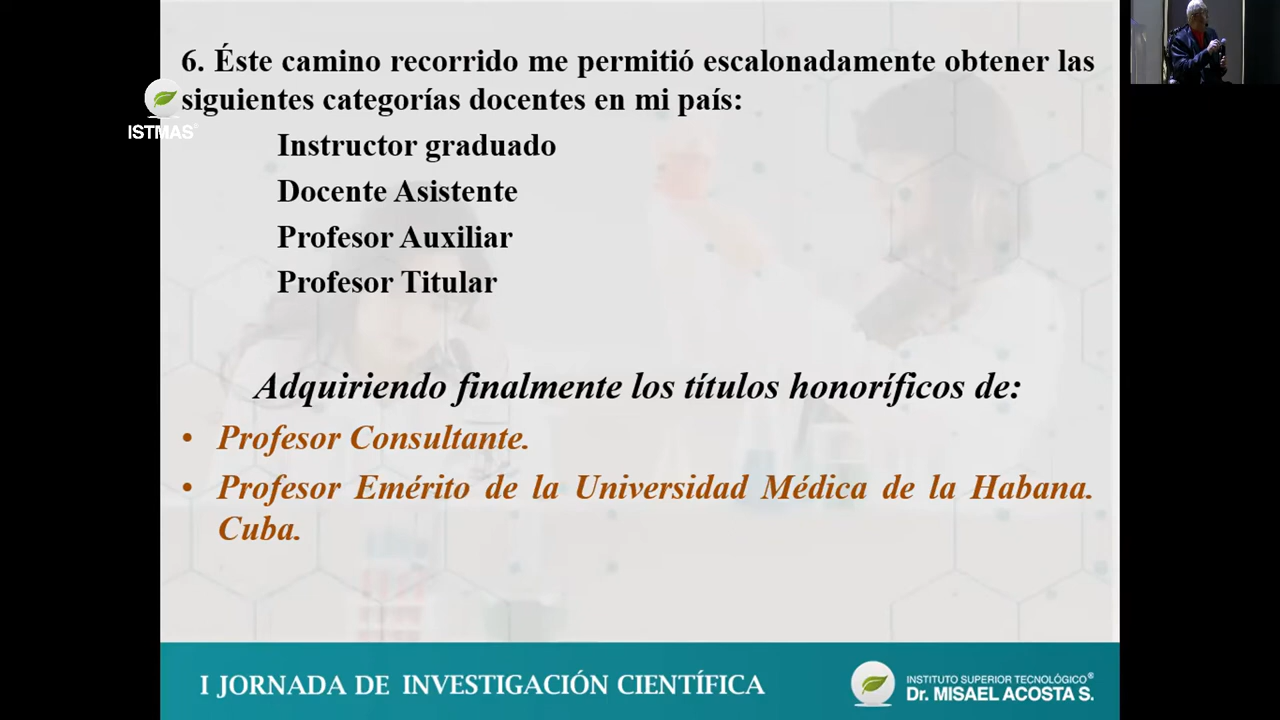 6. Éste camino recorrido me permitió escalonadamente obtener las
siguientes categorías docentes en mi país:
ISTMAS®
Instructor graduado
Docente Asistente
Profesor Auxiliar
Profesor Titular
Adquiriendo finalmente los títulos honoríficos de:
• Profesor Consultante.
• Profesor Emérito de la Universidad Médica de la Habana.
Cuba.
I JORNADA DE INVESTIGACIÓN CIENTÍFICA
INSTITUTO SUPERIOR TECNOLÓGICO®
Dr. MISAEL ACOSTA S.